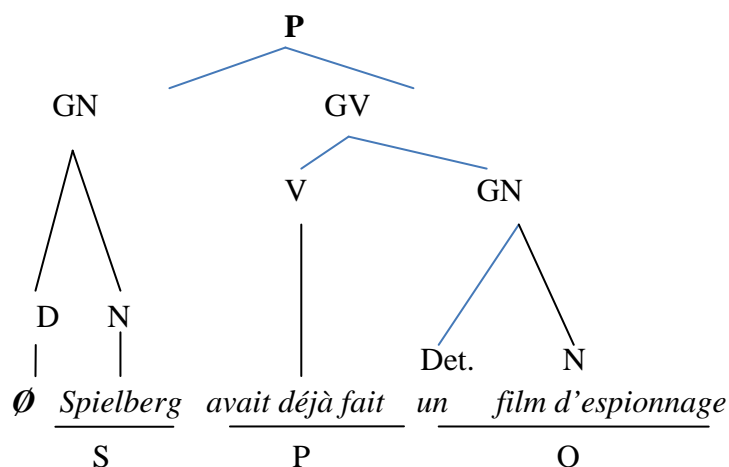 P
GN GV
V GN
D N
Det. N
Ø Spielberg avait déjà fait un film d’espionnage
S P O